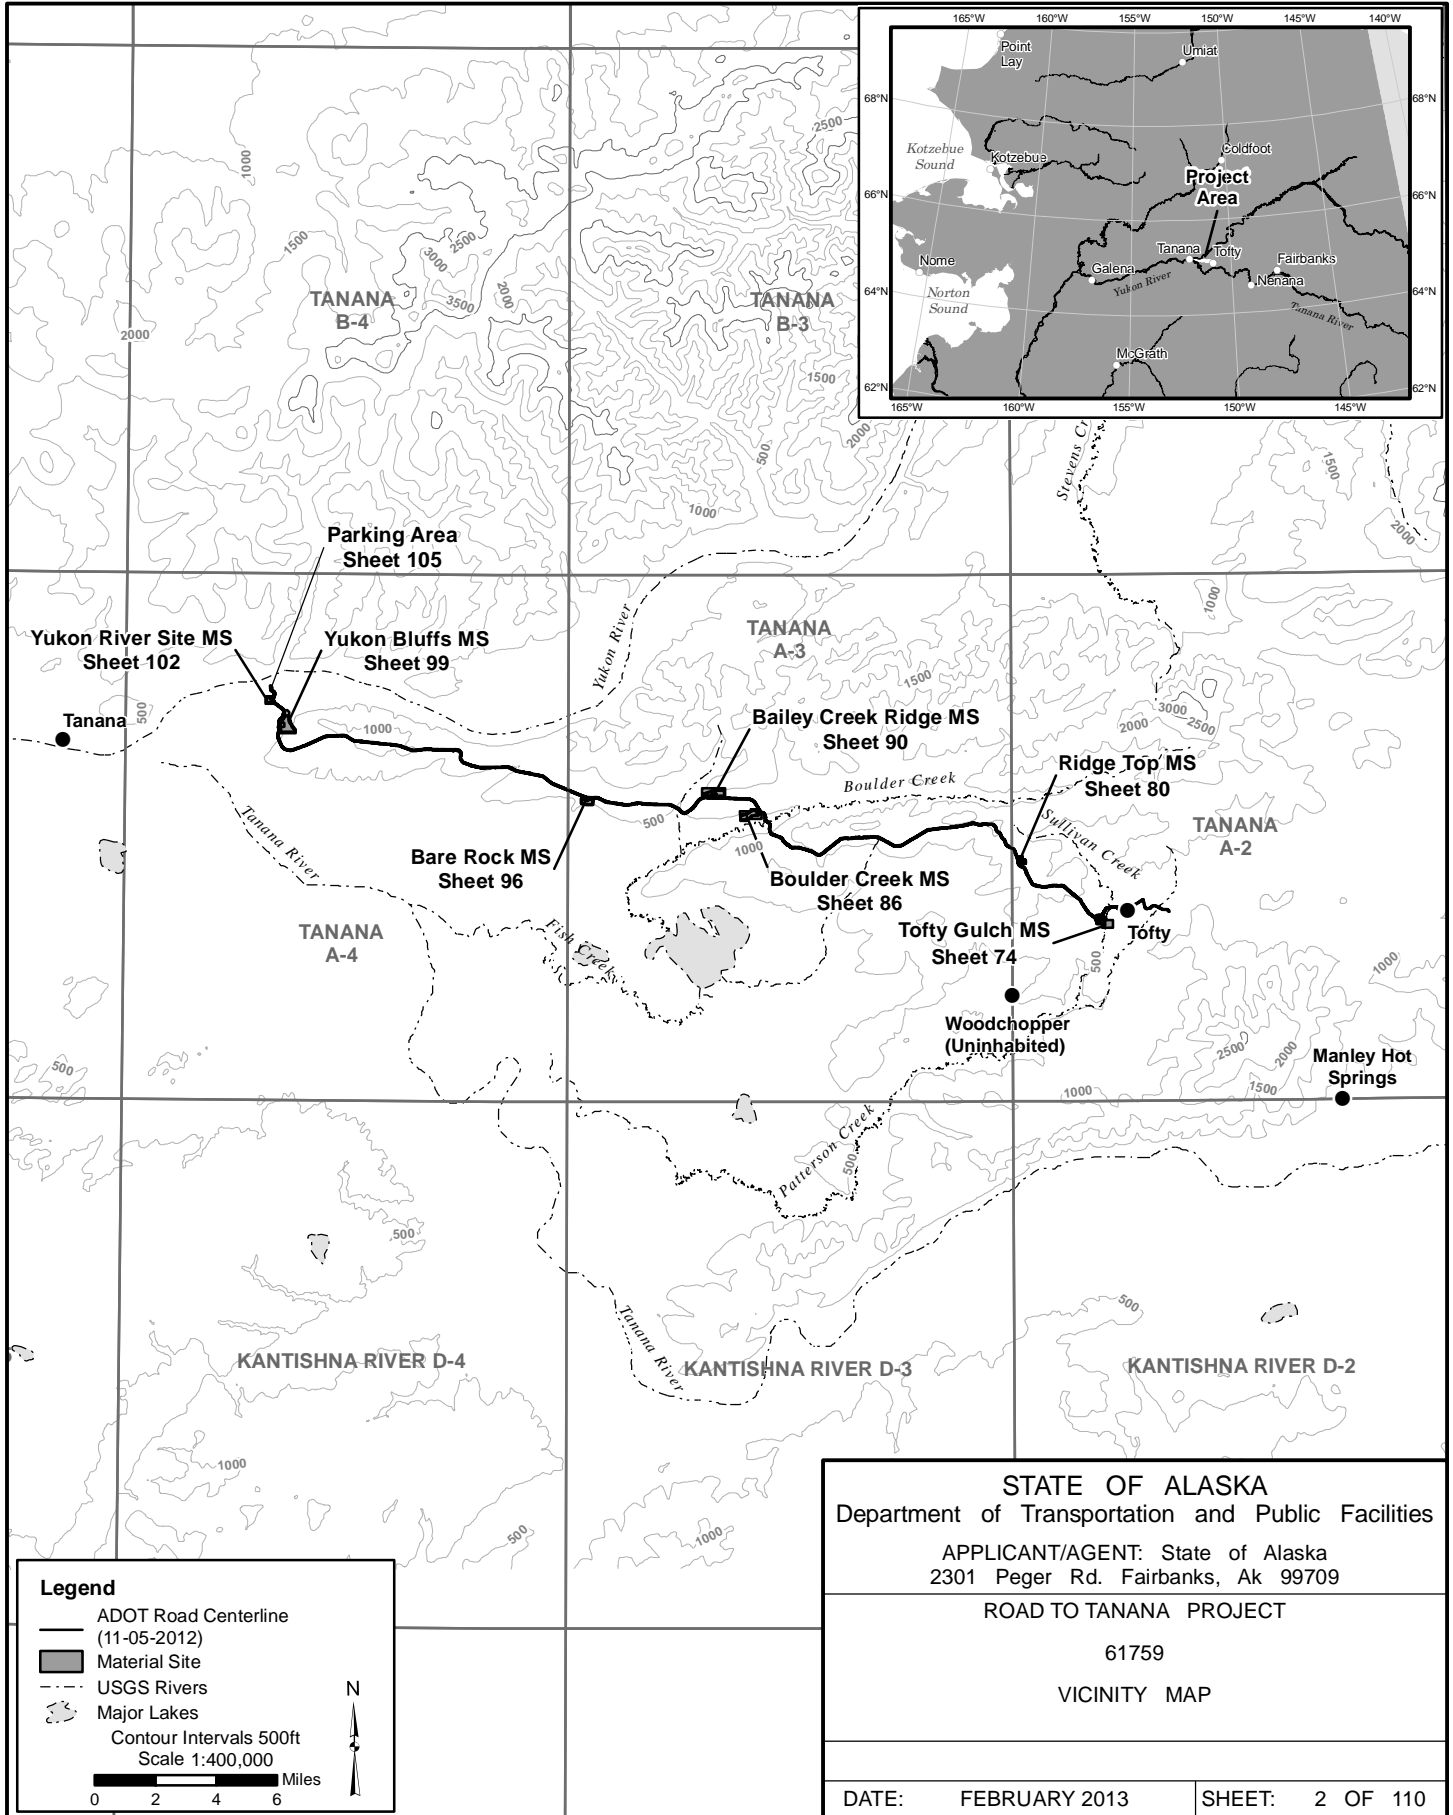 165°W
160°W
155°W
150°W
145°W
140°W
Point
Lay
Umiat
68°N
68°N
Kotzebue
Sound
Kotzebue
Coldfoot
Project
Area
66°N
66°N
Tanana
Tofty
Nome
Galena
Fairbanks
Yukon River
Nenana
64°N
64°N
Norton
Sound
Tanana River
McGrath
62°N
62°N
165°W
160°W
155°W
150°W
145°W
2500
1000
1500
2500
3000
2000
3500
TANANA
B-4
TANANA
B-3
2000
1500
2000
500
Stevens Cr
1500
1000
2000
Parking Area
Sheet 105
Yukon River Site MS
Sheet 102
Yukon Bluffs MS
Sheet 99
Yukon River
TANANA
A-3
1000
1500
Tanana
500
1000
Bailey Creek Ridge MS
Sheet 90
3000
2000
2500
Ridge Top MS
Sheet 80
Boulder Creek
Tanana River
500
Sullivan Creek
TANANA
A-2
1000
Bare Rock MS
Sheet 96
Boulder Creek MS
Sheet 86
TANANA
A-4
Fish Creek
Tofty Gulch MS
Sheet 74
Tofty
500
1000
Woodchopper
(Uninhabited)
2500
2000
Manley Hot
Springs
500
1000
1500
Patterson Creek
500
500
500
Tanana River
KANTISHNA RIVER D-4
KANTISHNA RIVER D-3
KANTISHNA RIVER D-2
1000
500
1000
Legend
ADOT Road Centerline
(11-05-2012)
Material Site
USGS Rivers
Major Lakes
Contour Intervals 500ft
Scale 1:400,000
Miles
0 2 4 6
N
STATE OF ALASKA
Department of Transportation and Public Facilities
APPLICANT/AGENT: State of Alaska
2301 Peger Rd. Fairbanks, Ak 99709
ROAD TO TANANA PROJECT
61759
VICINITY MAP
DATE: FEBRUARY 2013
SHEET: 2 OF 110